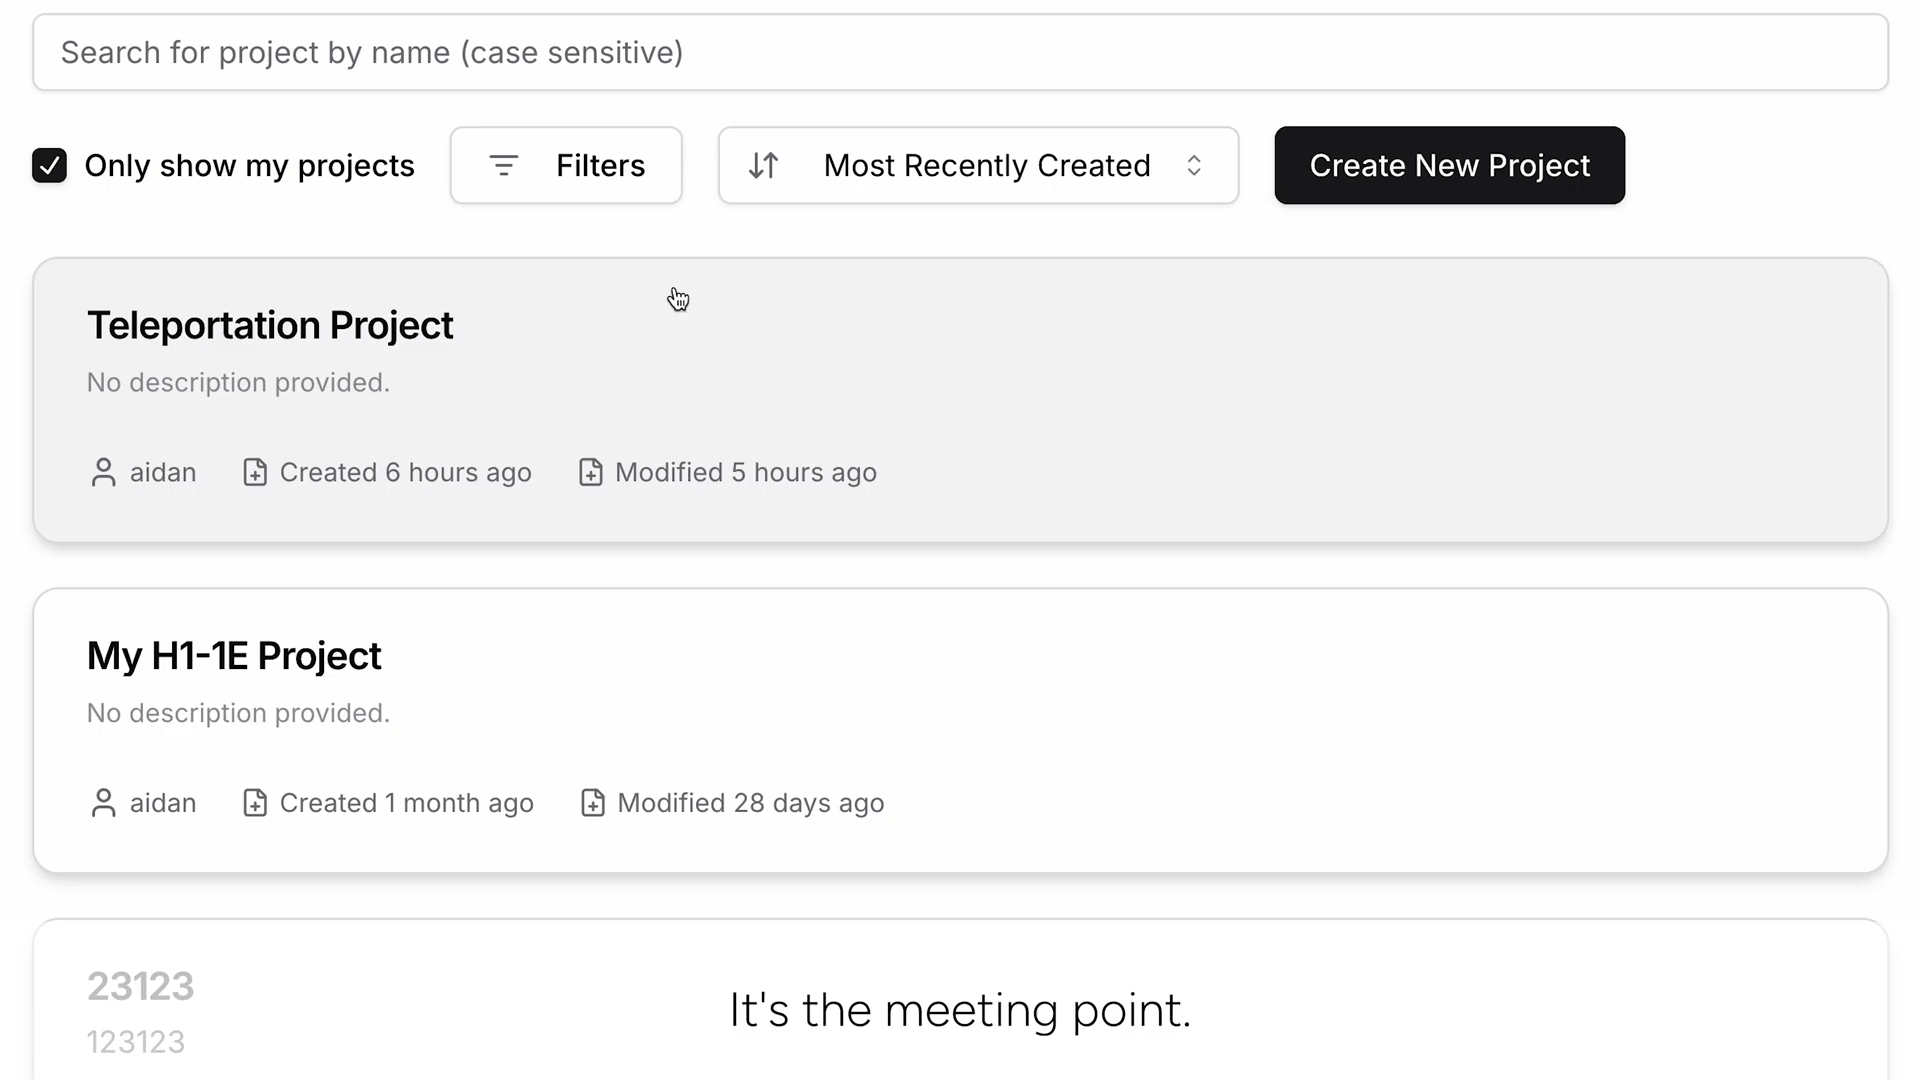 Search for project by name (case sensitive)
Only show my projects
Filters
Most Recently Created
Create New Project
Teleportation Project
No description provided.
aidan
Created 6 hours ago
Modified 5 hours ago
My H1-1E Project
No description provided.
aidan
Created 1 month ago
Modified 28 days ago
23123
123123
It's the meeting point.